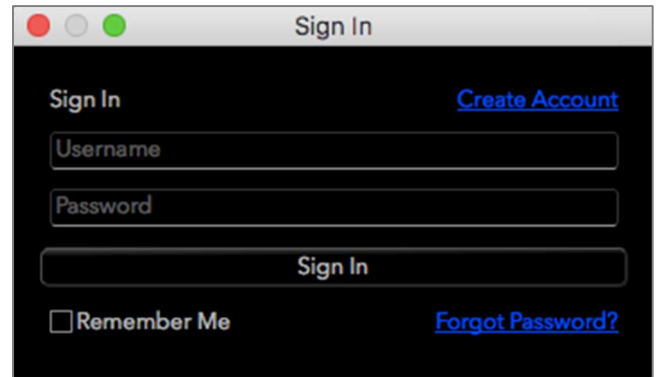 Sign In
Sign In Create Account
Username
Password
Sign In
Remember Me Forgot Password?